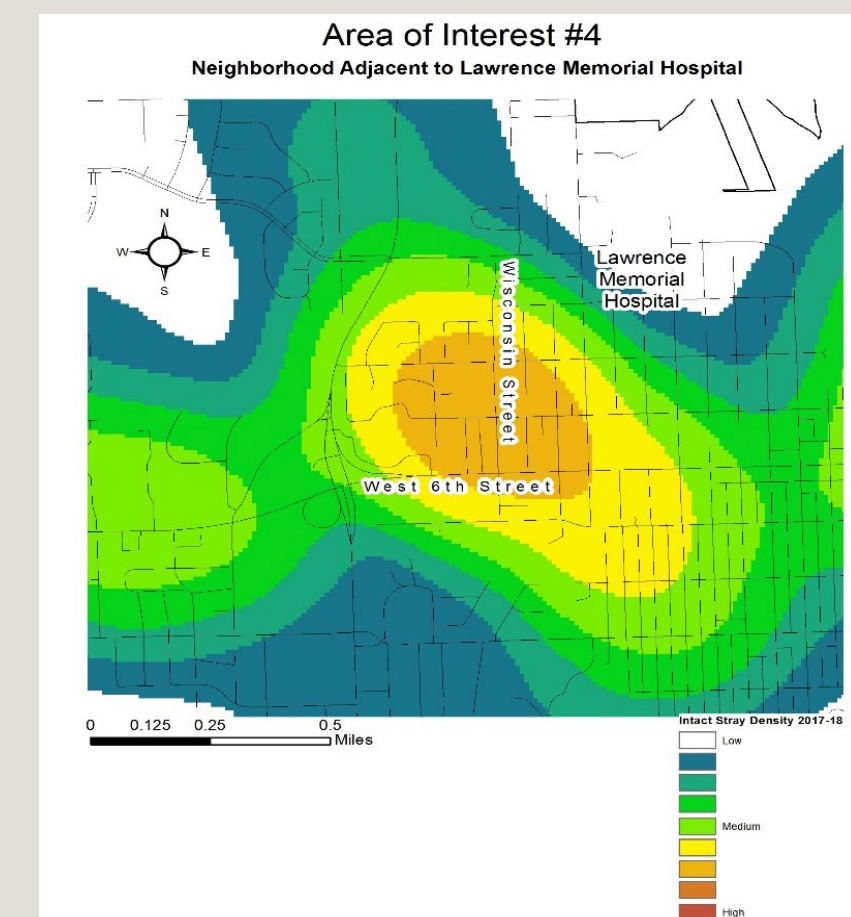 Area of Interest #4
Neighborhood Adjacent to Lawrence Memorial Hospital
N
W E
S
Wisconsin Street
Lawrence
Memorial
Hospital
West 6th Street
0 0.125 0.25 0.5
Miles
Intact Stray Density 2017-18
Low
Medium
High